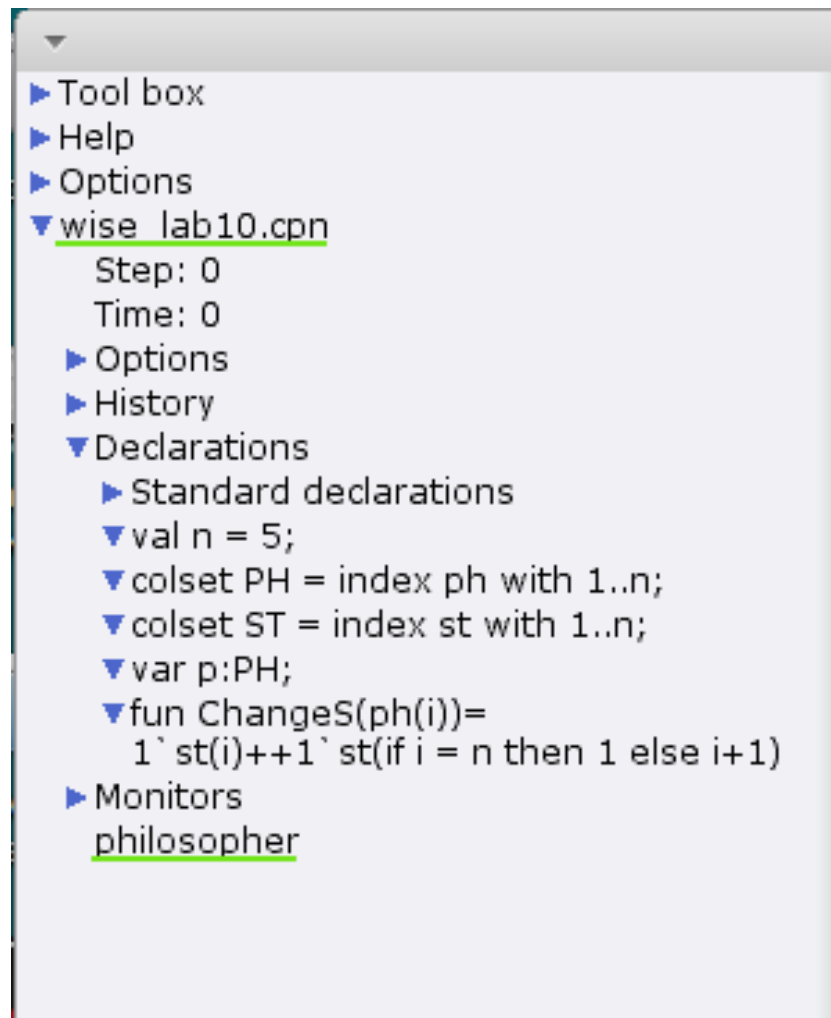 Tool box
Help
Options
wise_lab10.cpn
Step: 0
Time: 0
Options
History
Declarations
Standard declarations
val n = 5;
colset PH = index ph with 1..n;
colset ST = index st with 1..n;
var p:PH;
fun ChangeS(ph(i))=
1`st(i)++1`st(if i = n then 1 else i+1)
Monitors
philosopher